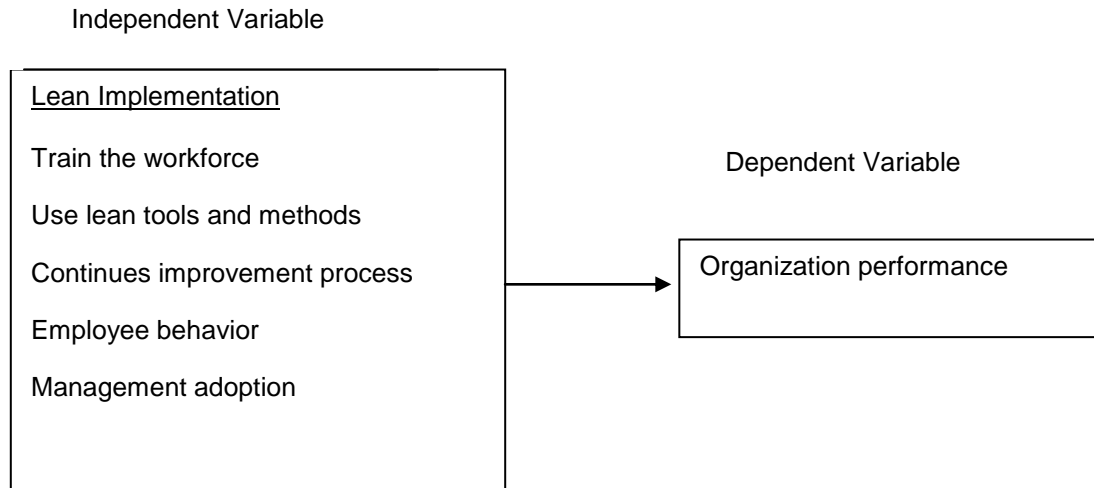 Independent Variable
Lean Implementation
Train the workforce
Use lean tools and methods
Continues improvement process
Employee behavior
Management adoption
Dependent Variable
Organization performance